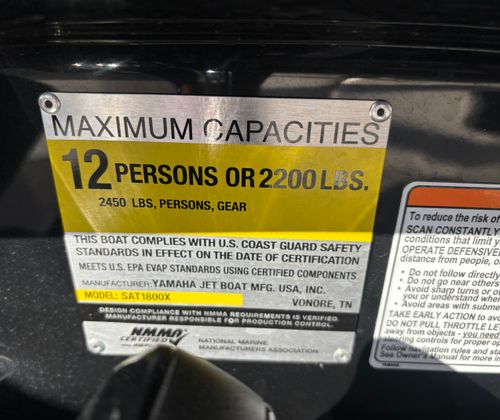 MAXIMUM CAPACITIES
12 PERSONS OR 2200 LBS.
2450 LBS, PERSONS, GEAR
THIS BOAT COMPLIES WITH U.S. COAST GUARD SAFETY
STANDARDS IN EFFECT ON THE DATE OF CERTIFICATION
MEETS U.S. EPA EVAP STANDARDS USING CERTIFIED COMPONENTS
MANUFACTURER: YAMAHA JET BOAT MFG. USA, INC.
MODEL: SAT1800X VONORE, TN
DESIGN COMPLIANCE WITH NMMA REQUIREMENTS IS VERIFIED.
MANUFACTURER RESPONSIBLE FOR PRODUCTION CONTROL.
NMMA
CERTIFIED
NATIONAL MARINE
MANUFACTURERS ASSOCIATION
To reduce the risk of
SCAN CONSTANTLY
conditions that limit
OPERATE DEFENSIVE
distance from people, o
• Do not follow directly
• Do not go near others
• Avoid sharp turns or o
you or understand whe
• Avoid areas with subme
TAKE EARLY ACTION to avo
DO NOT PULL THROTTLE LE
away from objects - you need
steering controls for proper op
Follow navigation rules and sta
See Owner's Manual for more in